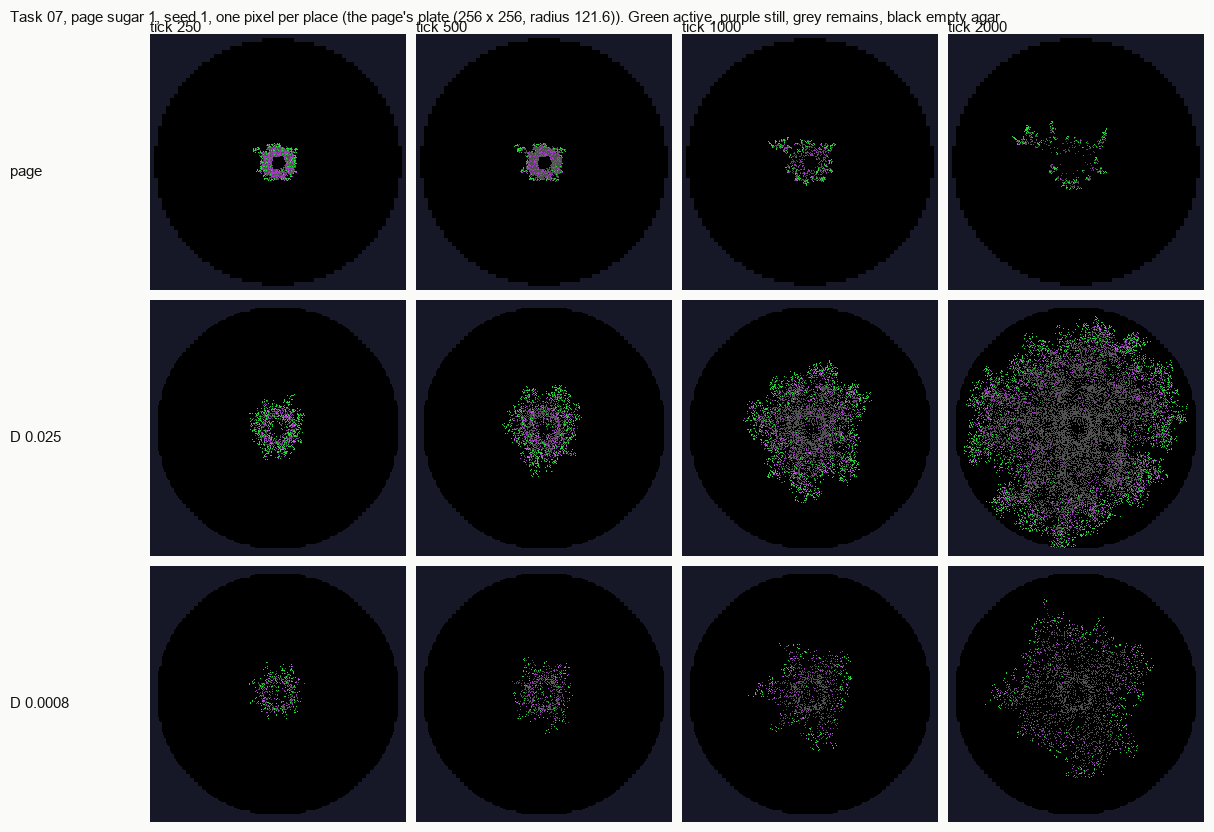 Task 07, page sugar 1, seed 1, one pixel per place (the page's plate (256 x 256, radius 121.6)). Green active, purple still, grey remains, black empty agar.
tick 250
tick 500
tick 1000
tick 2000
page
D 0.025
D 0.0008